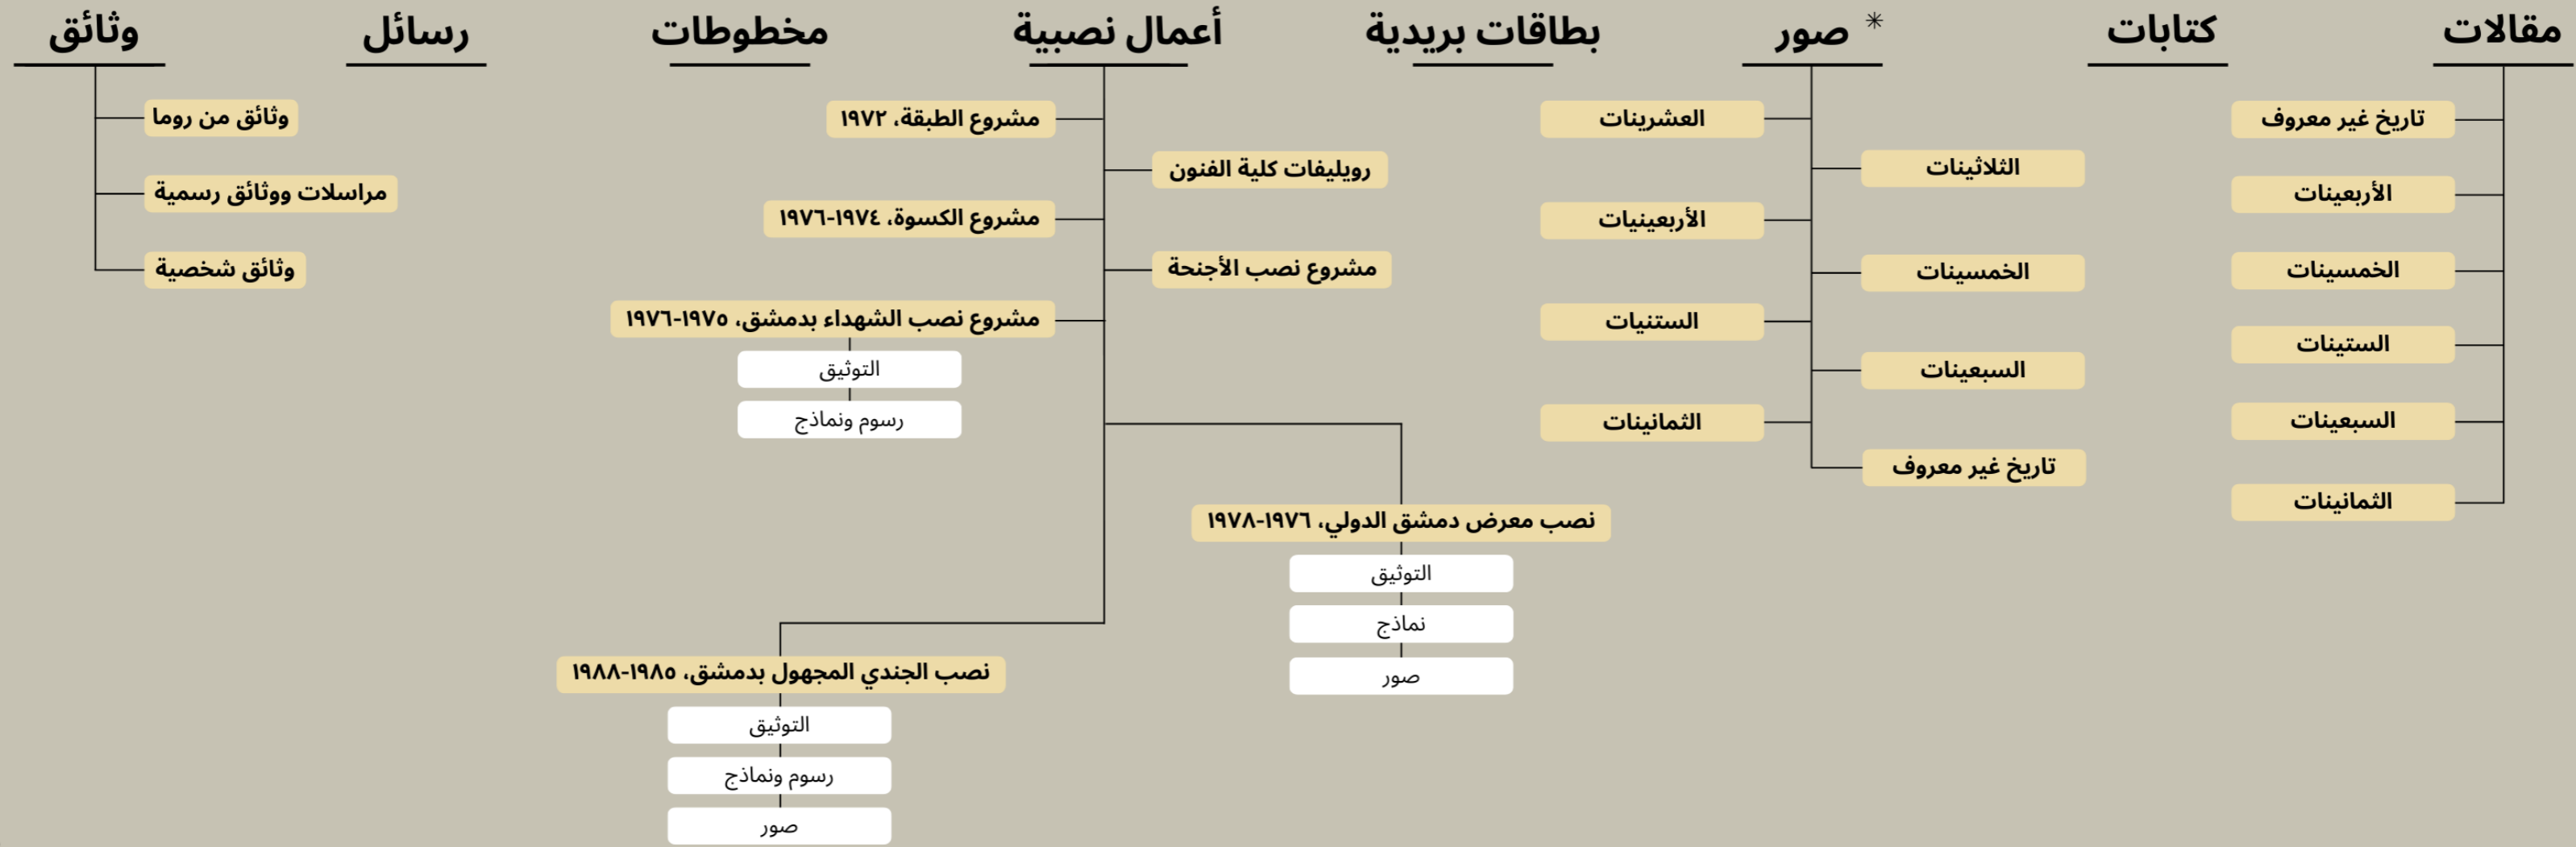 مقالات
كتابات
صور *
بطاقات بريدية
أعمال نصبية
مخطوطات
رسائل
وثائق
تاريخ غير معروف
الأربعينات
الخمسينات
الستينات
السبعينات
الثمانينات
العشرينات
الثلاثينات
الأربعينيات
الخمسينات
الستنيات
السبعينات
الثمانينات
تاريخ غير معروف
مشروع الطبقة، ١٩٧٢
رويليفات كلية الفنون
مشروع الكسوة، ١٩٧٤-١٩٧٦
مشروع نصب الأجنحة
مشروع نصب الشهداء بدمشق، ١٩٧٥-١٩٧٦
التوثيق
رسوم ونماذج
نصب معرض دمشق الدولي، ١٩٧٦-١٩٧٨
التوثيق
نماذج
صور
نصب الجندي المجهول بدمشق، ١٩٨٥-١٩٨٨
التوثيق
رسوم ونماذج
صور
وثائق من روما
مراسلات ووثائق رسمية
وثائق شخصية